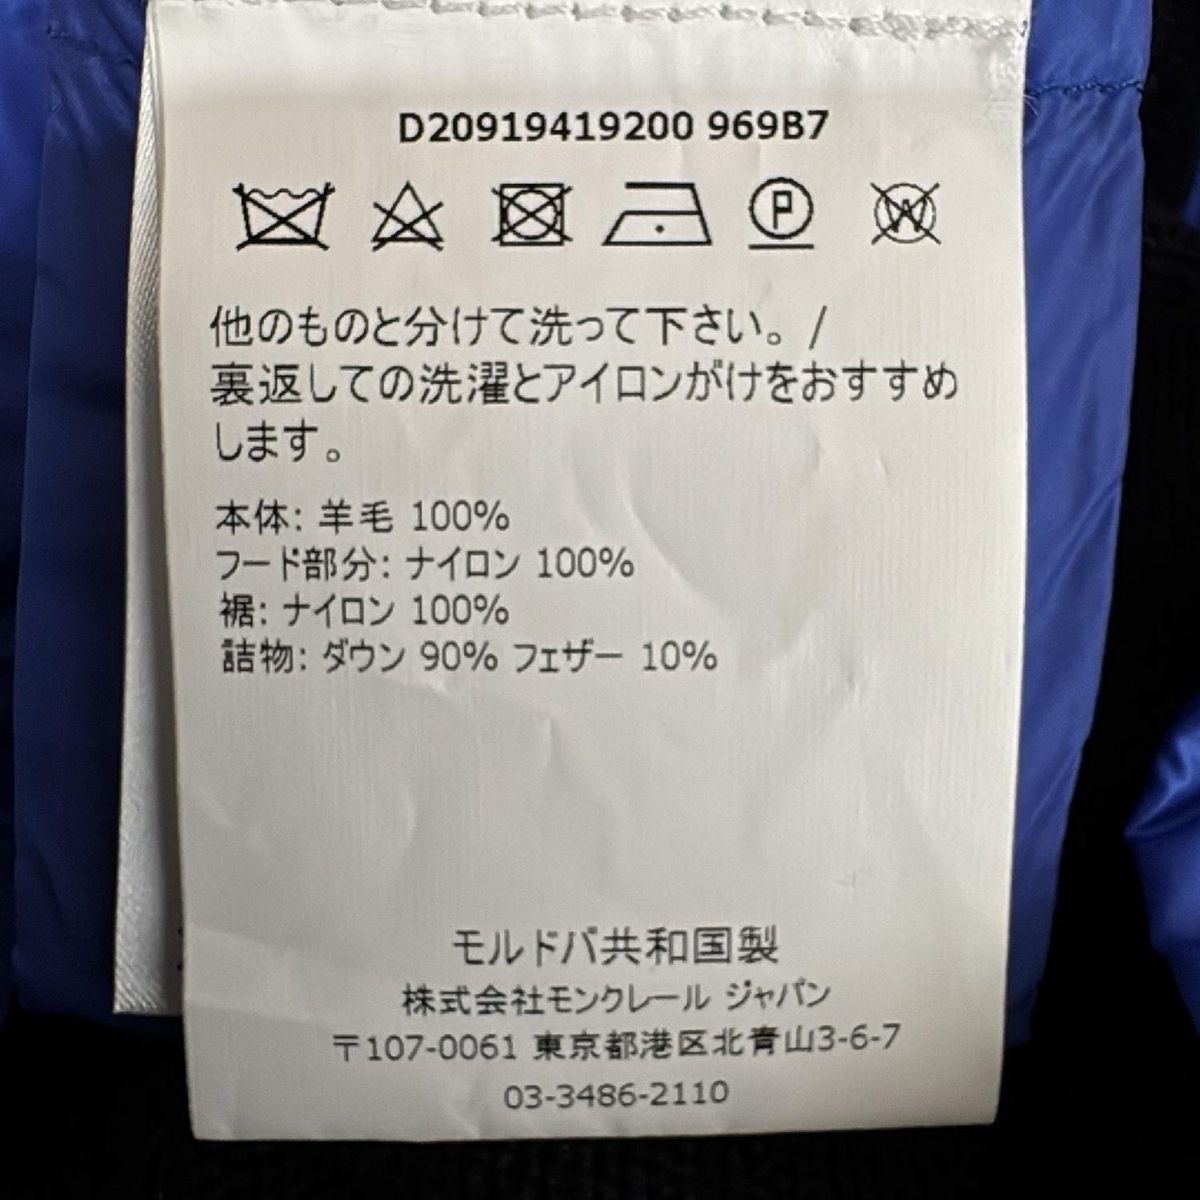 D20919419200 969B7
P W
他のものと分けて洗って下さい。/
裏返しての洗濯とアイロンがけをおすすめ
します。
本体: 羊毛 100%
フード部分: ナイロン 100%
裾: ナイロン 100%
詰物: ダウン 90% フェザー 10%
モルドバ共和国製
株式会社モンクレール ジャパン
〒107-0061 東京都港区北青山3-6-7
03-3486-2110